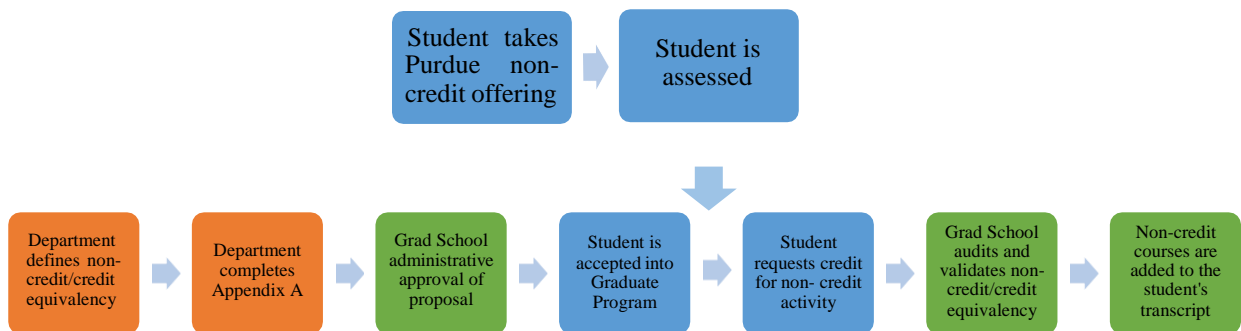 Student takes
Purdue non-
credit offering
Student is
assessed
Department
defines non-
credit/credit
equivalency
Department
completes
Appendix A
Grad School
administrative
approval of
proposal
Student is
accepted into
Graduate
Program
Student
requests credit
for non- credit
activity
Grad School
audits and
validates non-
credit/credit
equivalency
Non-credit
courses are
added to the
student's
transcript